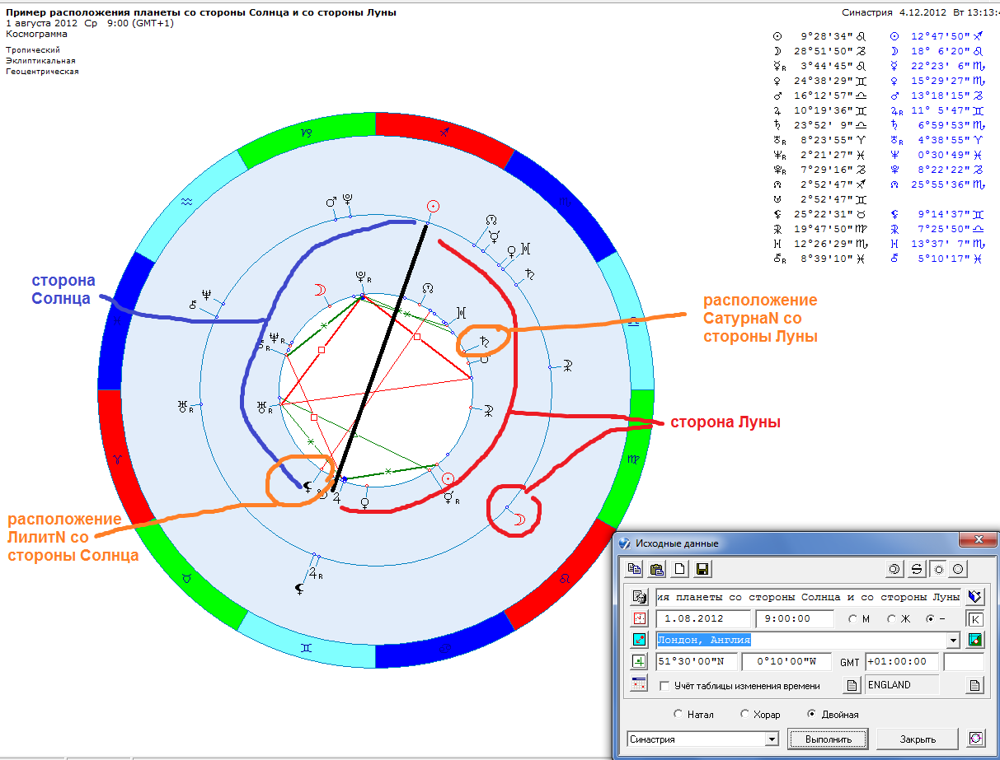 Пример расположения планеты со стороны Солнца и со стороны Луны
1 августа 2012 Ср 9:00 (GMT+1)
Космограмма
Тропический
Эклиптикальная
Геоцентрическая
Синастрия 4.12.2012 Вт 13:13:
☉ 9°28'34" ♌ ☉ 12°47'50" ♐
☽ 28°51'50" ♑ ☽ 18° 6'20" ♌
☿R 3°44'45" ♌ ☿ 22°23' 6" ♏
♀ 24°38'29" ♊ ♀ 15°29'27" ♏
♂ 16°12'57" ♎ ♂ 13°18'15" ♑
♃ 10°19'36" ♊ ♃R 11° 5'47" ♊
♄ 23°52' 9" ♎ ♄ 6°59'53" ♏
♅R 8°23'55" ♈ ♅R 4°38'55" ♈
♆R 2°21'27" ♓ ♆ 0°30'49" ♓
♇R 7°29'16" ♑ ♇ 8°22'22" ♑
☊ 2°52'47" ♐ ☊ 25°55'36" ♏
☋ 2°52'47" ♊
⚸ 25°22'31" ♉ ⚸ 9°14'37" ♊
19°47'50" ♍ 7°25'50" ♎
12°26'29" ♏ 13°37' 7" ♏
⚷R 8°39'10" ♓ ⚷ 5°10'17" ♓
сторона
Солнца
расположение
СатурнаN со
стороны Луны
сторона Луны
расположение
ЛилитN со
стороны Солнца
Исходные данные
ия планеты со стороны Солнца и со стороны Луны
1.08.2012 9:00:00 М Ж – К
Лондон, Англия
51°30'00"N 0°10'00"W GMT +01:00:00
Учёт таблицы изменения времени ENGLAND
Натал Хорар Двойная
Синастрия Выполнить Закрыть